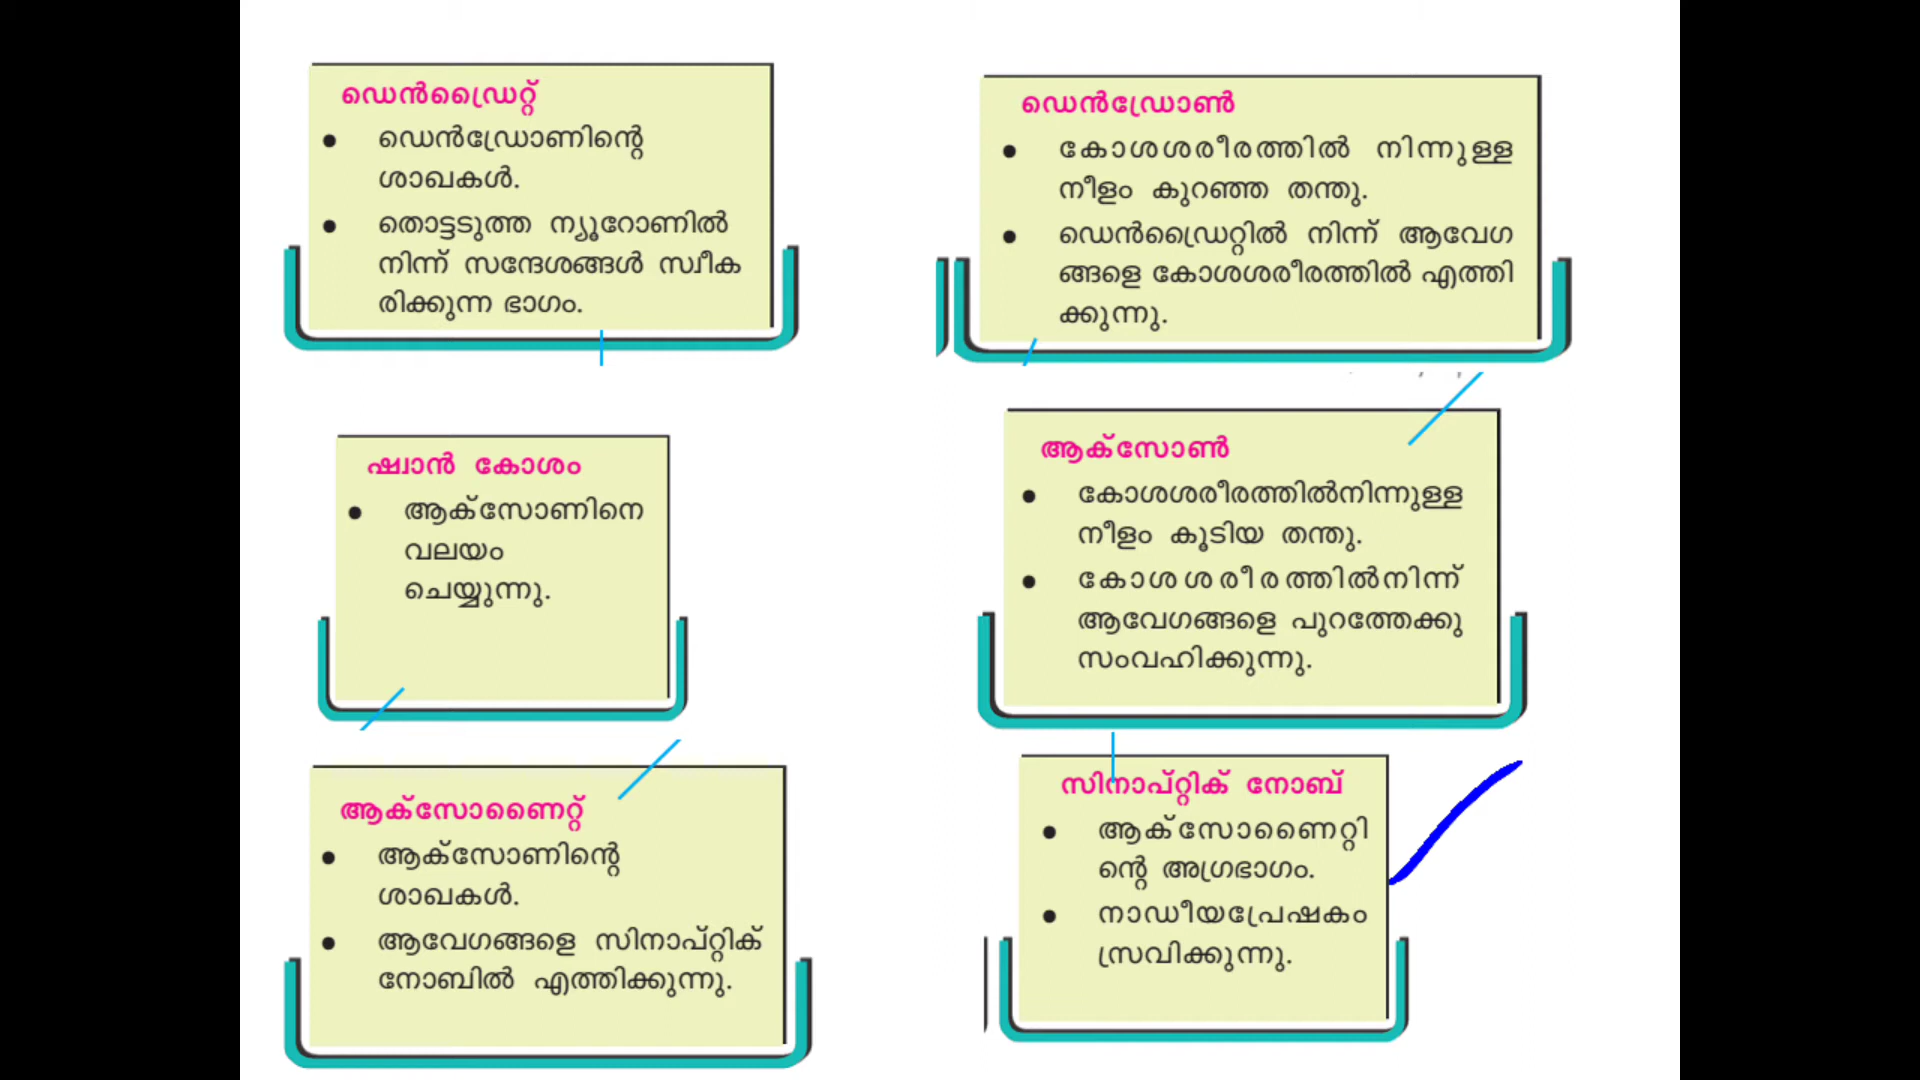 ഡെൻഡ്രൈറ്റ്
● ഡെൻഡ്രോണിന്റെ
ശാഖകൾ.
● തൊട്ടടുത്ത ന്യൂറോണിൽ
നിന്ന് സന്ദേശങ്ങൾ സ്വീക
രിക്കുന്ന ഭാഗം.
ഡെൻഡ്രോൺ
● കോശശരീരത്തിൽ നിന്നുള്ള
നീളം കുറഞ്ഞ തന്തു.
● ഡെൻഡ്രൈറ്റിൽ നിന്ന് ആവേഗ
ങ്ങളെ കോശശരീരത്തിൽ എത്തി
ക്കുന്നു.
ഷ്വാൻ കോശം
● ആക്സോണിനെ
വലയം
ചെയ്യുന്നു.
ആക്സോൺ
● കോശശരീരത്തിൽനിന്നുള്ള
നീളം കൂടിയ തന്തു.
● കോശശരീരത്തിൽനിന്ന്
ആവേഗങ്ങളെ പുറത്തേക്കു
സംവഹിക്കുന്നു.
ആക്സോണൈറ്റ്
● ആക്സോണിന്റെ
ശാഖകൾ.
● ആവേഗങ്ങളെ സിനാപ്റ്റിക്
നോബിൽ എത്തിക്കുന്നു.
സിനാപ്റ്റിക് നോബ്
● ആക്സോണൈറ്റി
ന്റെ അഗ്രഭാഗം.
● നാഡീയപ്രേഷകം
സ്രവിക്കുന്നു.